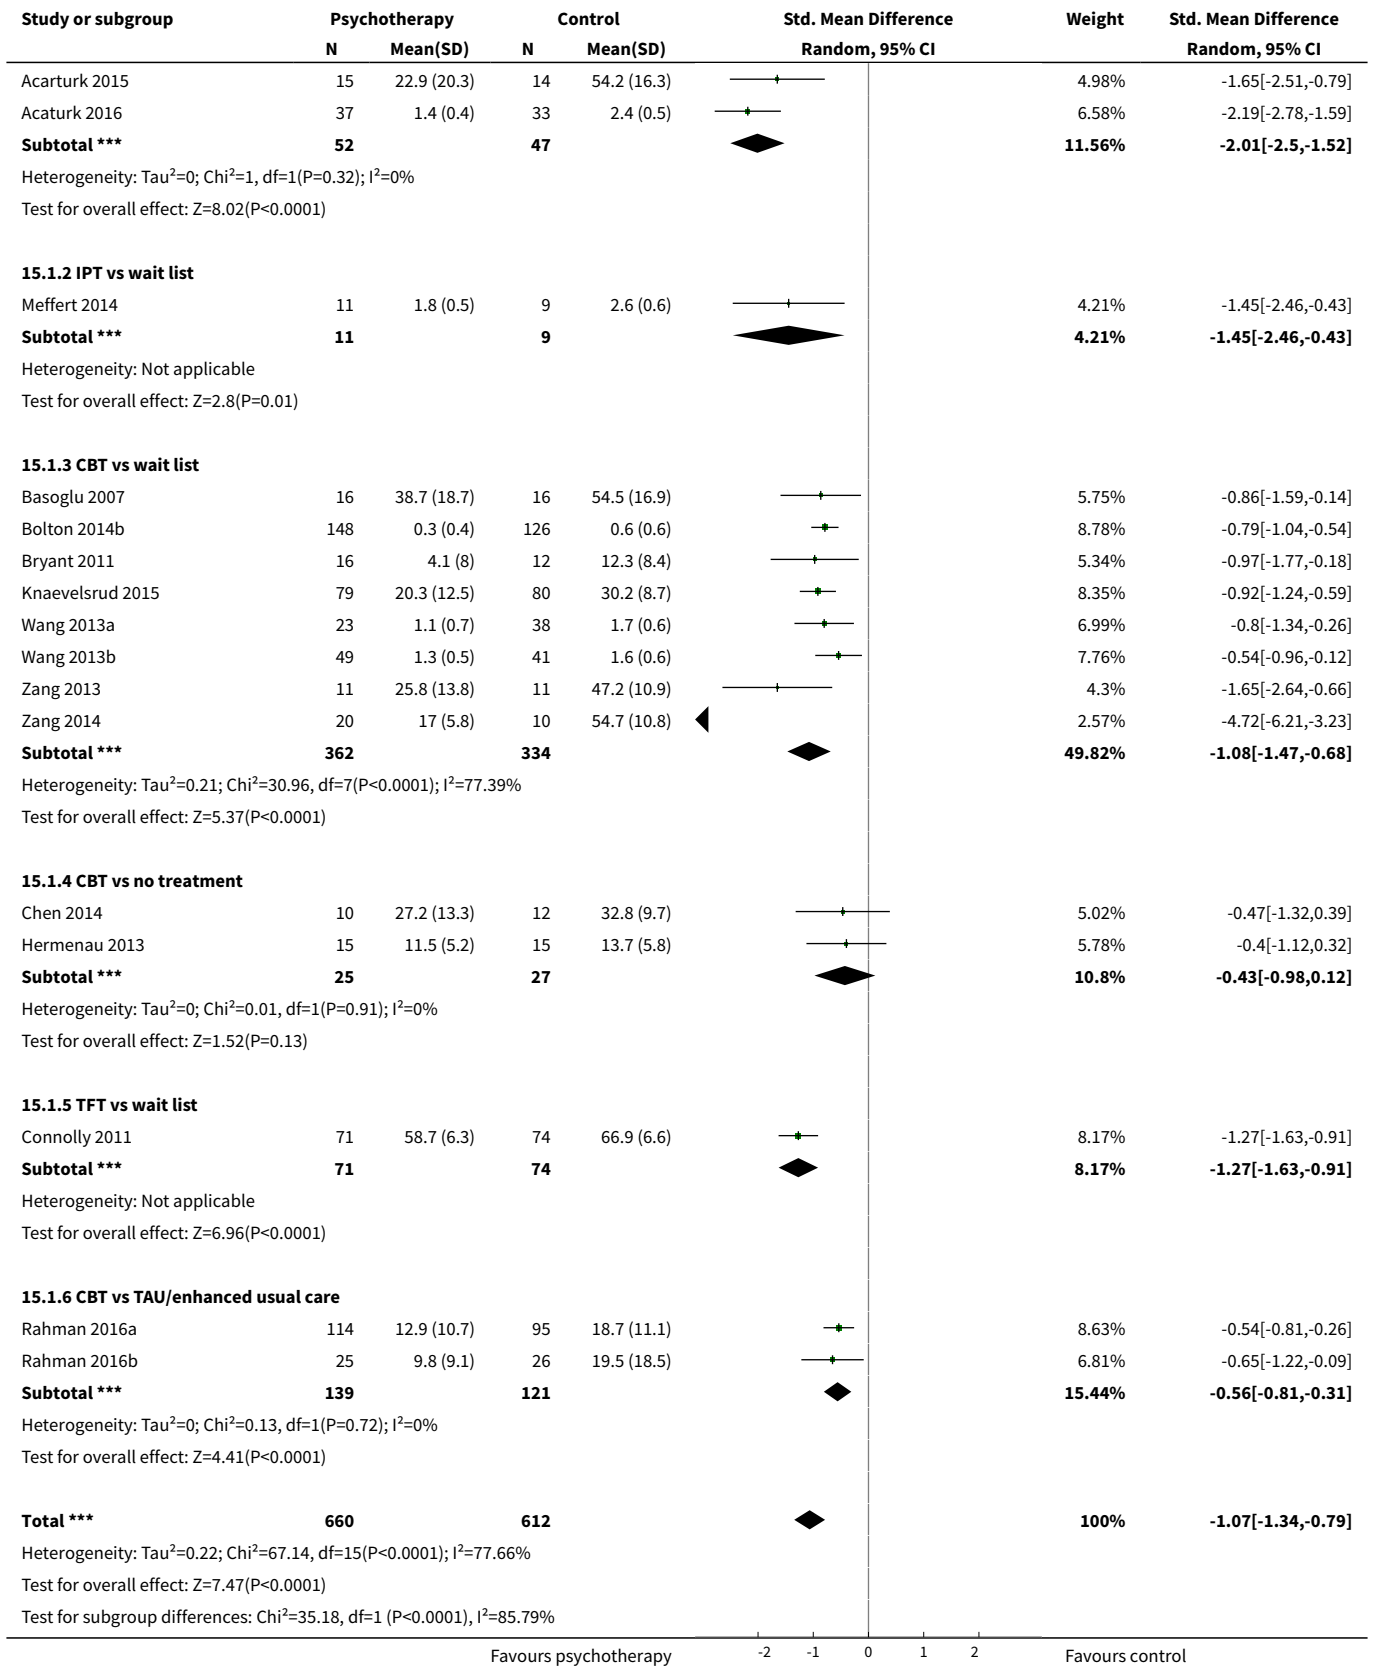 Study or subgroup Psychotherapy Control Std. Mean Difference Weight Std. Mean Difference
N Mean(SD) N Mean(SD) Random, 95% CI Random, 95% CI
Acarturk 2015 15 22.9 (20.3) 14 54.2 (16.3) 4.98% -1.65[-2.51,-0.79]
Acaturk 2016 37 1.4 (0.4) 33 2.4 (0.5) 6.58% -2.19[-2.78,-1.59]
Subtotal *** 52 47 11.56% -2.01[-2.5,-1.52]
Heterogeneity: Tau²=0; Chi²=1, df=1(P=0.32); I²=0%
Test for overall effect: Z=8.02(P<0.0001)
15.1.2 IPT vs wait list
Meffert 2014 11 1.8 (0.5) 9 2.6 (0.6) 4.21% -1.45[-2.46,-0.43]
Subtotal *** 11 9 4.21% -1.45[-2.46,-0.43]
Heterogeneity: Not applicable
Test for overall effect: Z=2.8(P=0.01)
15.1.3 CBT vs wait list
Basoglu 2007 16 38.7 (18.7) 16 54.5 (16.9) 5.75% -0.86[-1.59,-0.14]
Bolton 2014b 148 0.3 (0.4) 126 0.6 (0.6) 8.78% -0.79[-1.04,-0.54]
Bryant 2011 16 4.1 (8) 12 12.3 (8.4) 5.34% -0.97[-1.77,-0.18]
Knaevelsrud 2015 79 20.3 (12.5) 80 30.2 (8.7) 8.35% -0.92[-1.24,-0.59]
Wang 2013a 23 1.1 (0.7) 38 1.7 (0.6) 6.99% -0.8[-1.34,-0.26]
Wang 2013b 49 1.3 (0.5) 41 1.6 (0.6) 7.76% -0.54[-0.96,-0.12]
Zang 2013 11 25.8 (13.8) 11 47.2 (10.9) 4.3% -1.65[-2.64,-0.66]
Zang 2014 20 17 (5.8) 10 54.7 (10.8) 2.57% -4.72[-6.21,-3.23]
Subtotal *** 362 334 49.82% -1.08[-1.47,-0.68]
Heterogeneity: Tau²=0.21; Chi²=30.96, df=7(P<0.0001); I²=77.39%
Test for overall effect: Z=5.37(P<0.0001)
15.1.4 CBT vs no treatment
Chen 2014 10 27.2 (13.3) 12 32.8 (9.7) 5.02% -0.47[-1.32,0.39]
Hermenau 2013 15 11.5 (5.2) 15 13.7 (5.8) 5.78% -0.4[-1.12,0.32]
Subtotal *** 25 27 10.8% -0.43[-0.98,0.12]
Heterogeneity: Tau²=0; Chi²=0.01, df=1(P=0.91); I²=0%
Test for overall effect: Z=1.52(P=0.13)
15.1.5 TFT vs wait list
Connolly 2011 71 58.7 (6.3) 74 66.9 (6.6) 8.17% -1.27[-1.63,-0.91]
Subtotal *** 71 74 8.17% -1.27[-1.63,-0.91]
Heterogeneity: Not applicable
Test for overall effect: Z=6.96(P<0.0001)
15.1.6 CBT vs TAU/enhanced usual care
Rahman 2016a 114 12.9 (10.7) 95 18.7 (11.1) 8.63% -0.54[-0.81,-0.26]
Rahman 2016b 25 9.8 (9.1) 26 19.5 (18.5) 6.81% -0.65[-1.22,-0.09]
Subtotal *** 139 121 15.44% -0.56[-0.81,-0.31]
Heterogeneity: Tau²=0; Chi²=0.13, df=1(P=0.72); I²=0%
Test for overall effect: Z=4.41(P<0.0001)
Total *** 660 612 100% -1.07[-1.34,-0.79]
Heterogeneity: Tau²=0.22; Chi²=67.14, df=15(P<0.0001); I²=77.66%
Test for overall effect: Z=7.47(P<0.0001)
Test for subgroup differences: Chi²=35.18, df=1 (P<0.0001), I²=85.79%
Favours psychotherapy -2 -1 0 1 2 Favours control